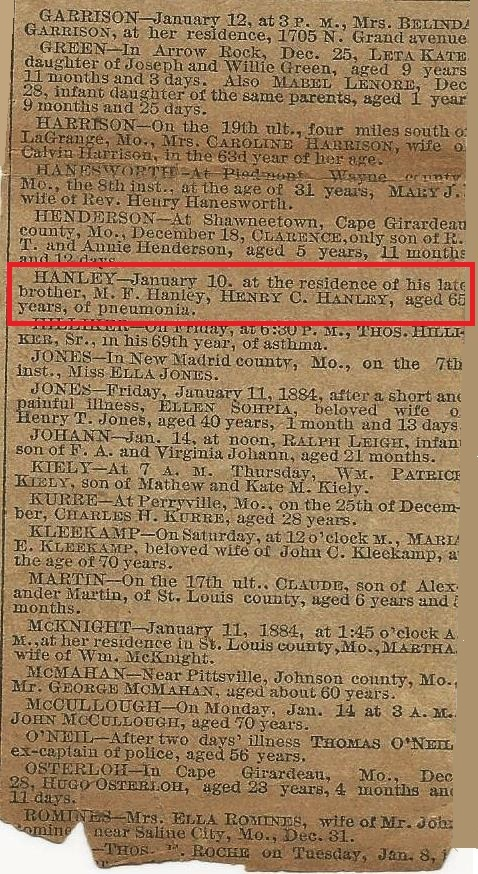 GARRISON—January 12, at 3 P. M., Mrs. BELINDA
GARRISON, at her residence, 1705 N. Grand avenue
GREEN—In Arrow Rock, Dec. 25, LETA KATE
daughter of Joseph and Willie Green, aged 9 years
11 months and 3 days. Also MABEL LENORE, Dec
28, infant daughter of the same parents, aged 1 year
9 months and 25 days.
HARRISON—On the 19th ult., four miles south o
LaGrange, Mo., Mrs. CAROLINE HARRISON, wife o
Calvin Harrison, in the 63d year of her age.
HANESWORTH—At Piedmont, Wayne county
Mo., the 8th inst., at the age of 31 years, MARY J.
wife of Rev. Henry Hanesworth.
HENDERSON—At Shawneetown, Cape Girardeau
county, Mo., December 18, CLARENCE, only son of R.
T. and Annie Henderson, aged 5 years, 11 months
and 12 days.
HANLEY—January 10. at the residence of his late
brother, M. F. Hanley, HENRY C. HANLEY, aged 65
years, of pneumonia.
HILLIKER—On Friday, at 6:30 P. M., THOS. HILLI-
KER, Sr., in his 69th year, of asthma.
JONES—In New Madrid county, Mo., on the 7th
inst., Miss ELLA JONES.
JONES—Friday, January 11, 1884, after a short and
painful illness, ELLEN SOHPIA, beloved wife o
Henry T. Jones, aged 40 years, 1 month and 13 days
JOHANN—Jan. 14, at noon, RALPH LEIGH, infan
son of F. A. and Virginia Johann, aged 21 months.
KIELY—At 7 A. M. Thursday, WM. PATRICK
KIELY, son of Mathew and Kate M. Kiely.
KURRE—At Perryville, Mo., on the 25th of Decem-
ber, CHARLES H. KURRE, aged 28 years.
KLEEKAMP—On Saturday, at 12 o'clock M., MARIA
E. KLEEKAMP, beloved wife of John C. Kleekamp, a
the age of 70 years.
MARTIN—On the 17th ult.. CLAUDE, son of Alex-
ander Martin, of St. Louis county, aged 6 years and
months.
MCKNIGHT—January 11, 1884, at 1:45 o'clock A.
M., at her residence in St. Louis county, Mo., MARTHA,
wife of Wm. McKnight.
MCMAHAN—Near Pittsville, Johnson county, Mo.,
Mr. GEORGE MCMAHAN, aged about 60 years.
MCCULLOUGH—On Monday, Jan. 14 at 3 A. M..
JOHN MCCULLOUGH, aged 70 years.
O'NEIL—After two days' illness THOMAS O'NEIL
ex-captain of police, aged 56 years.
OSTERLOH—In Cape Girardeau, Mo., Dec
28, HUGO OSTERLOH, aged 23 years, 4 months and
11 days.
ROMINES—Mrs. ELLA ROMINES, wife of Mr. John
omine near Saline City, Mo., Dec. 31.
THOS. ROCHE on Tuesday, Jan. 8,